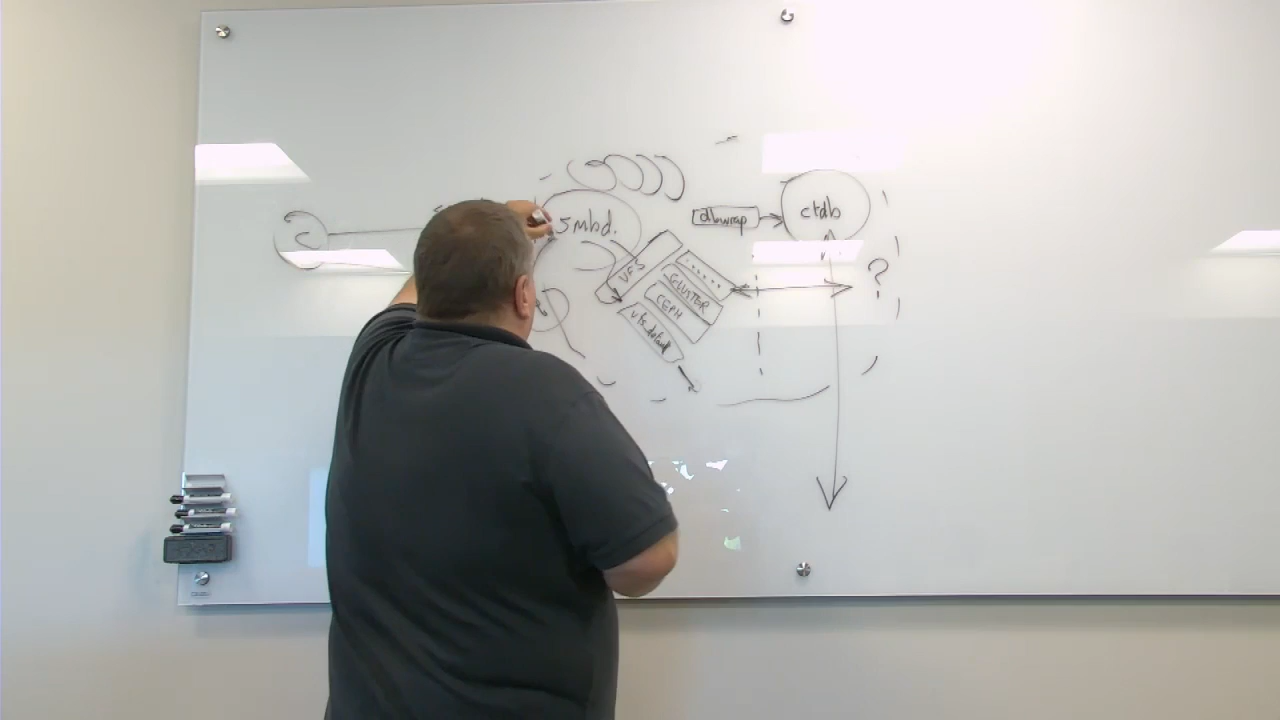 C
smbd.
dbwrap
ctdb
VFS
......
CLUSTER
CEPH
vfs_default
?